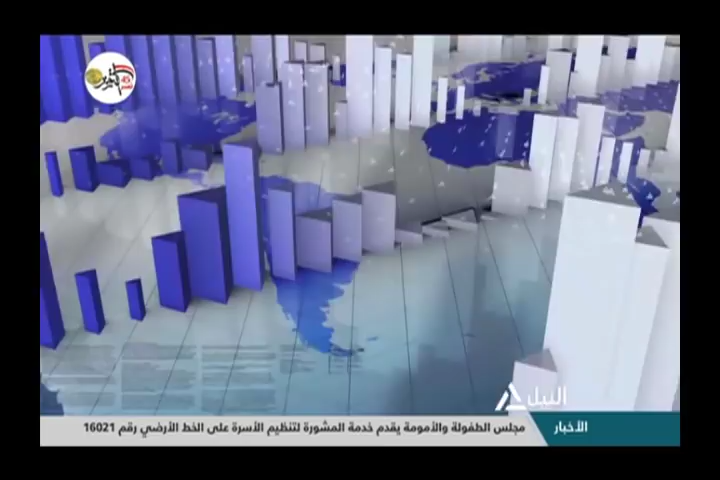 النيل
الأخبار
مجلس الطفولة والأمومة يقدم خدمة المشورة لتنظيم الأسرة على الخط الأرضي رقم 16021